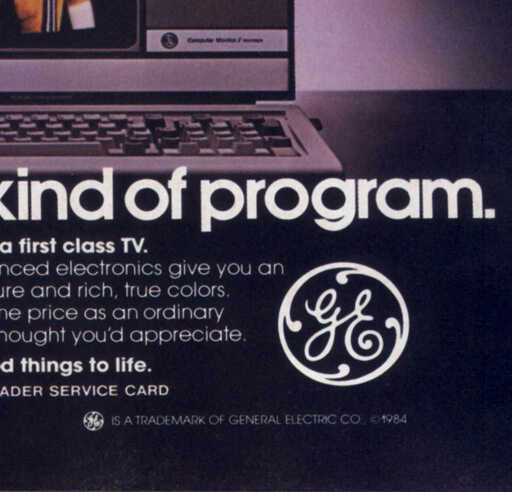 Computer Monitor //
kind of program.
a first class TV.
nced electronics give you an
ure and rich, true colors.
me price as an ordinary
hought you'd appreciate.
d things to life.
ADER SERVICE CARD
GE
GE IS A TRADEMARK OF GENERAL ELECTRIC CO., ©1984